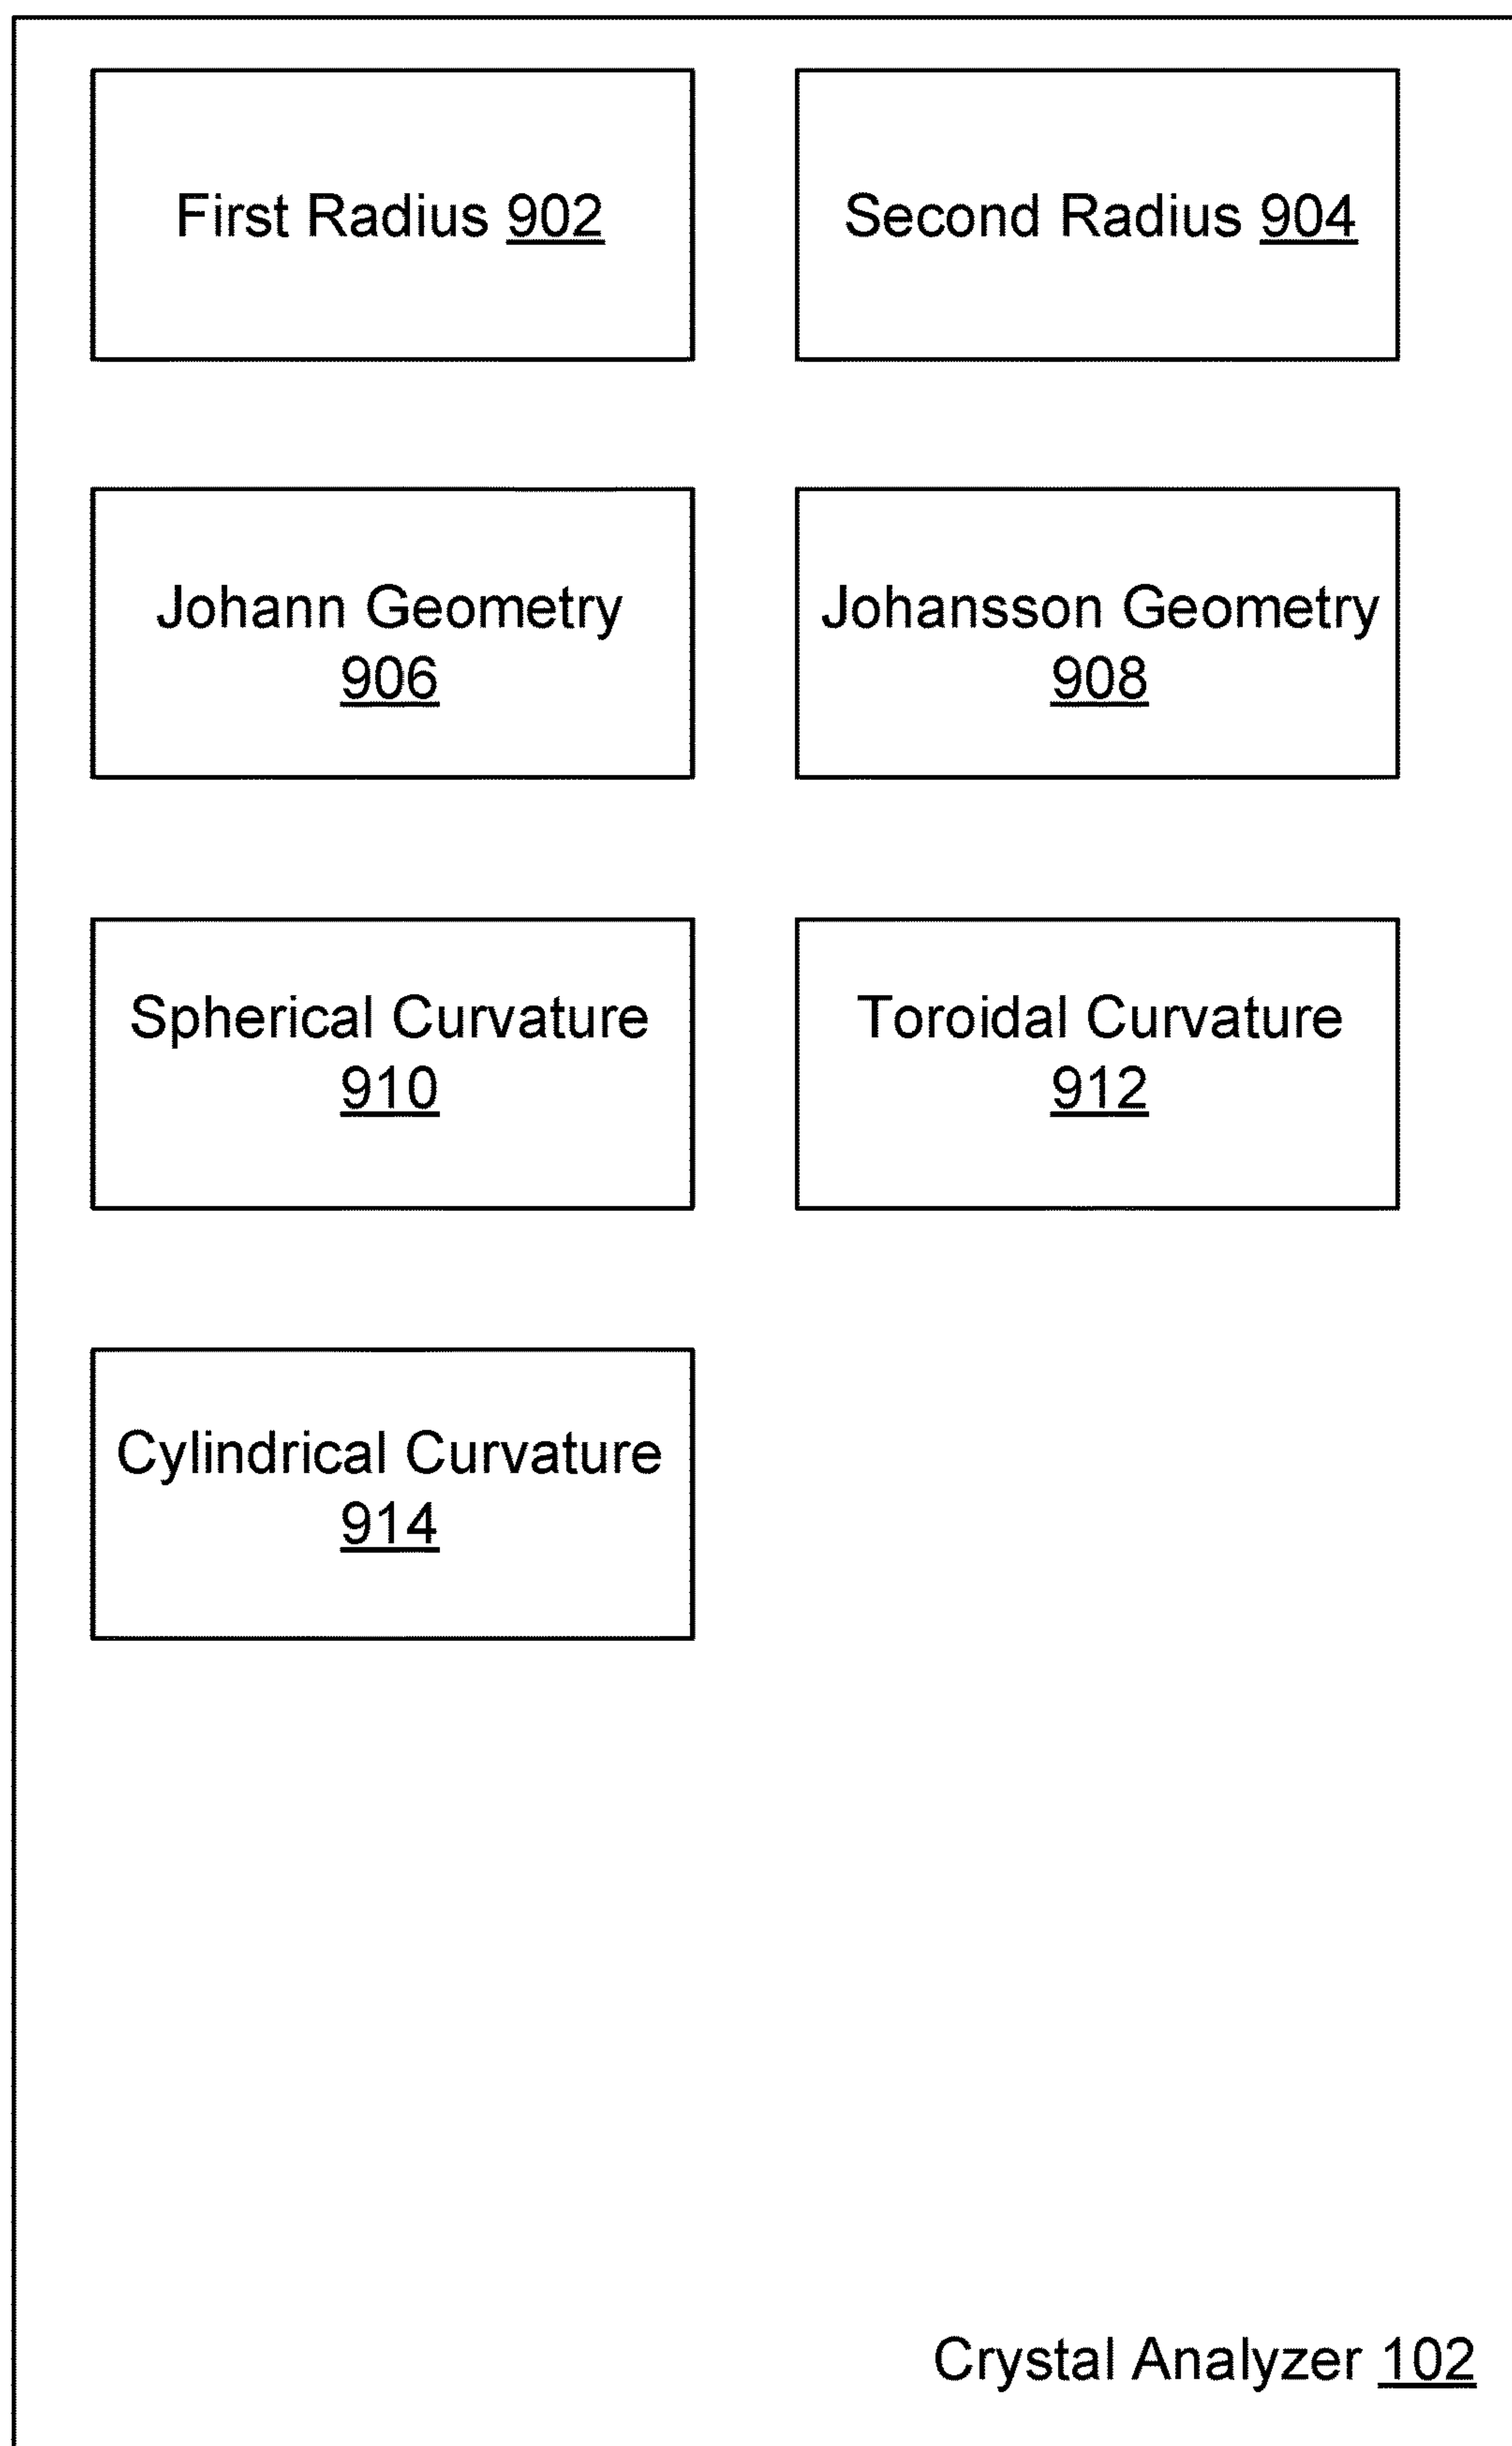 First Radius 902
Second Radius 904
Johann Geometry
906
Johansson Geometry
908
Spherical Curvature
910
Toroidal Curvature
912
Cylindrical Curvature
914
Crystal Analyzer 102